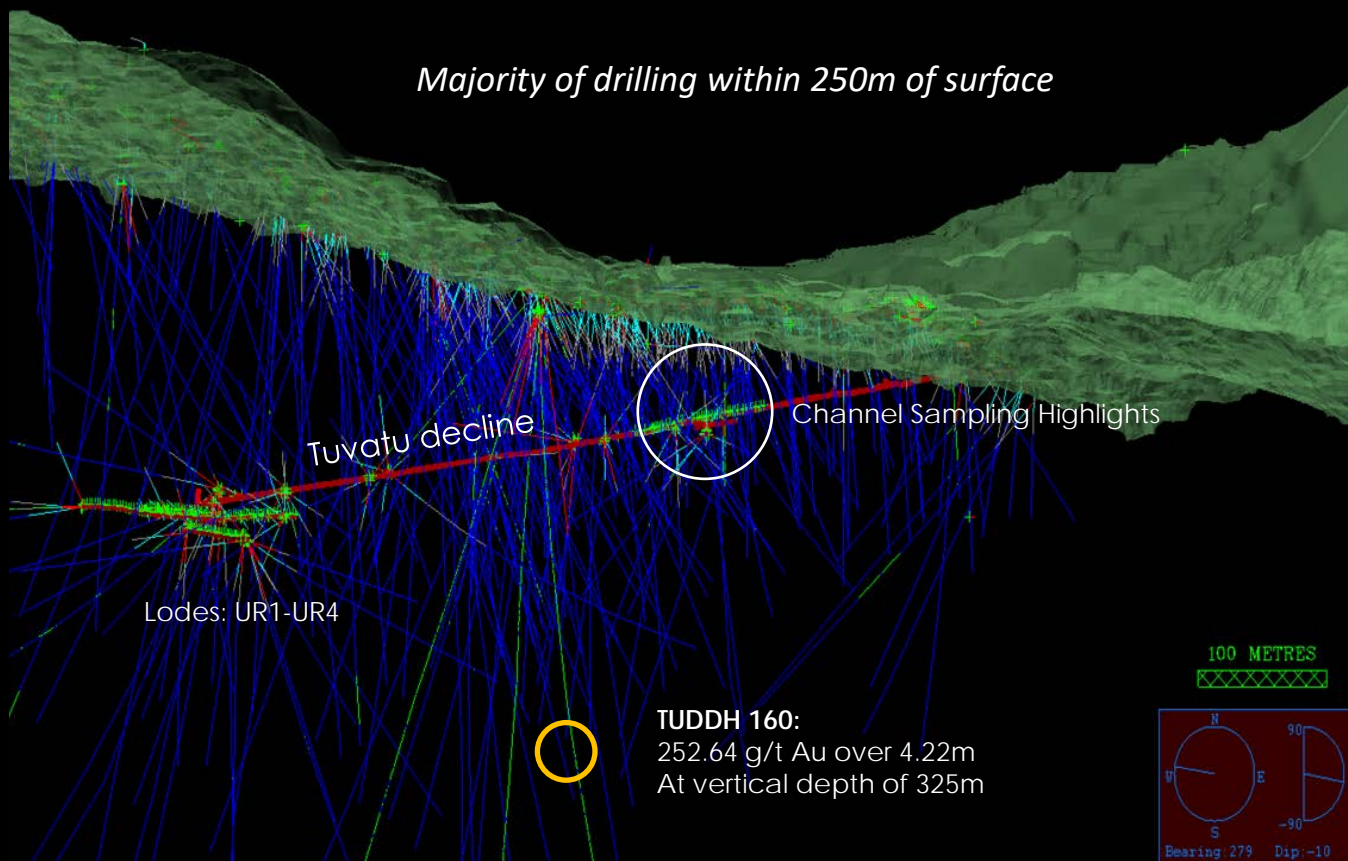 Majority of drilling within 250m of surface
Tuvatu decline
Channel Sampling Highlights
Lodes: UR1-UR4
TUDDH 160:
252.64 g/t Au over 4.22m
At vertical depth of 325m
100 METRES
N
W
E
S
90
-90
Bearing:279 Dip:-10